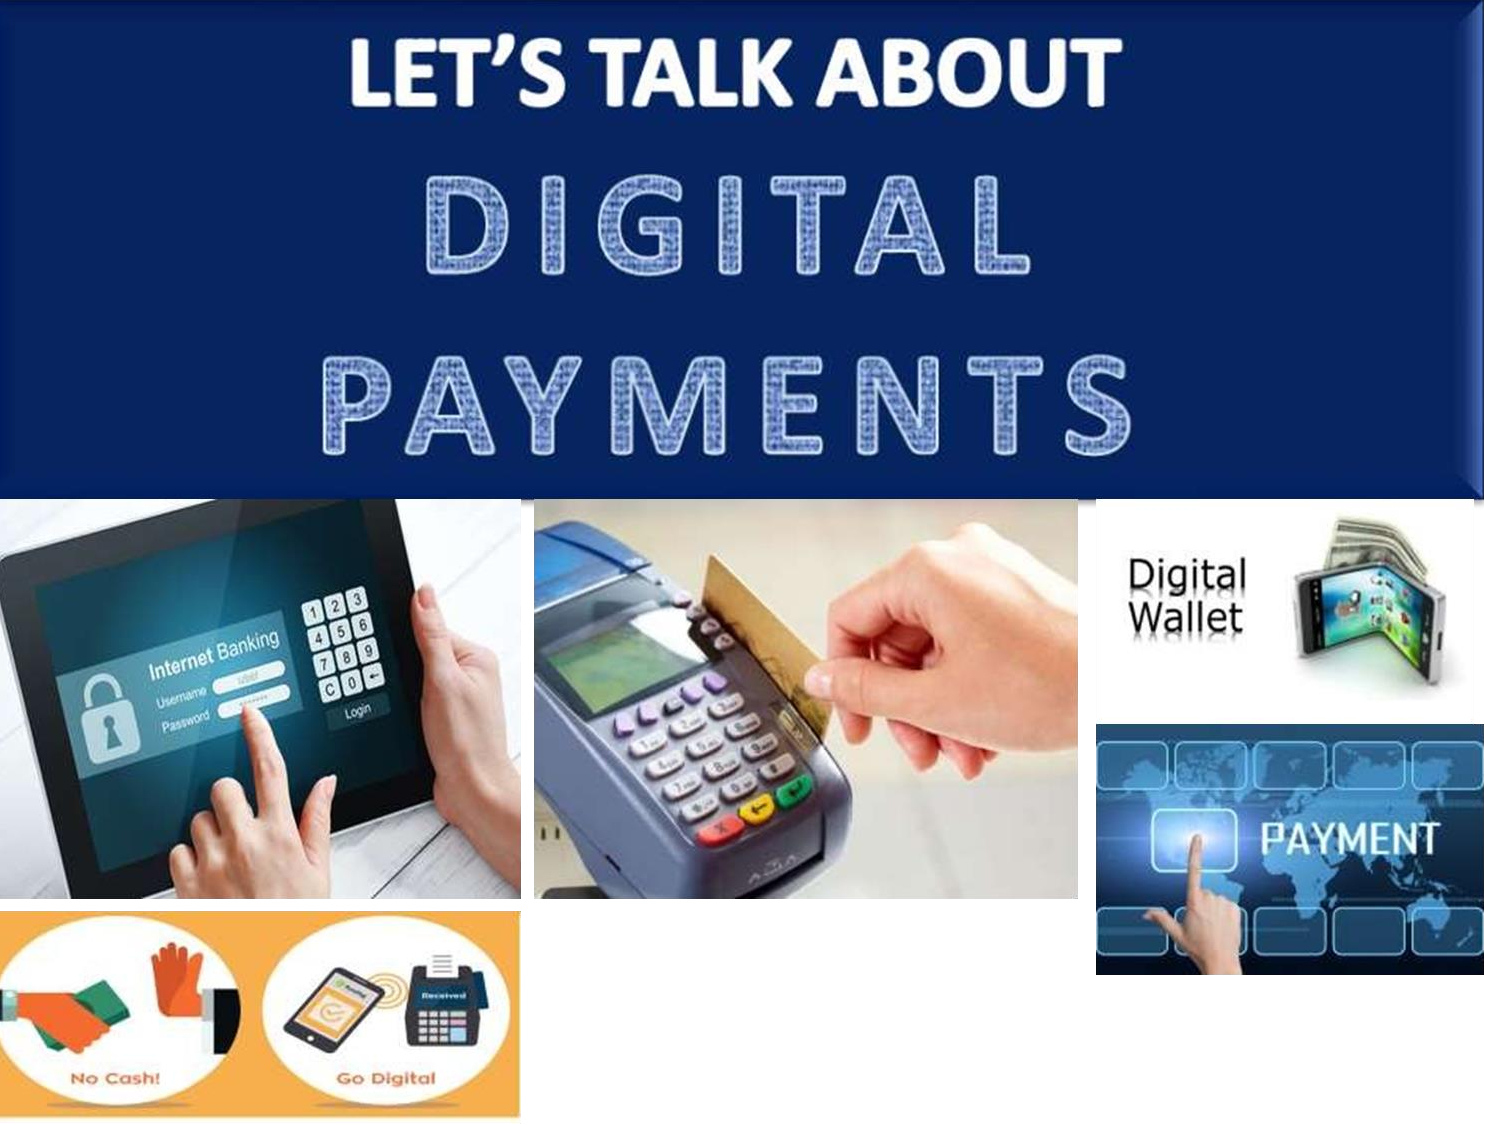 LET'S TALK ABOUT
DIGITAL
PAYMENTS
Internet Banking
Username
user
Password
1 2 3
4 5 6
7 8 9
C 0 ←
Login
Digital
Wallet
PAYMENT
Received
No Cash!
Go Digital